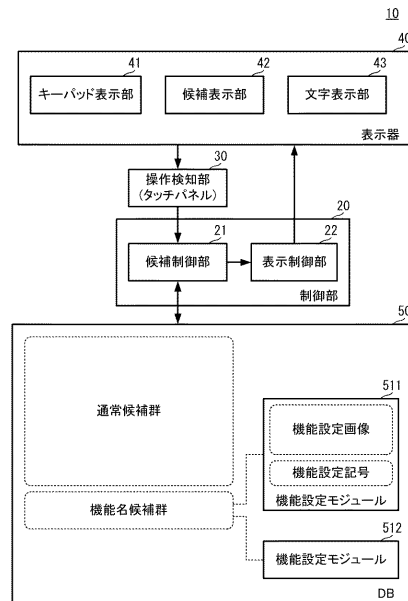 10
40
41
42
43
キーパッド表示部
候補表示部
文字表示部
表示器
30
操作検知部
(タッチパネル)
20
21
22
候補制御部
表示制御部
制御部
50
通常候補群
511
機能設定画像
機能設定記号
機能設定モジュール
機能名候補群
512
機能設定モジュール
DB